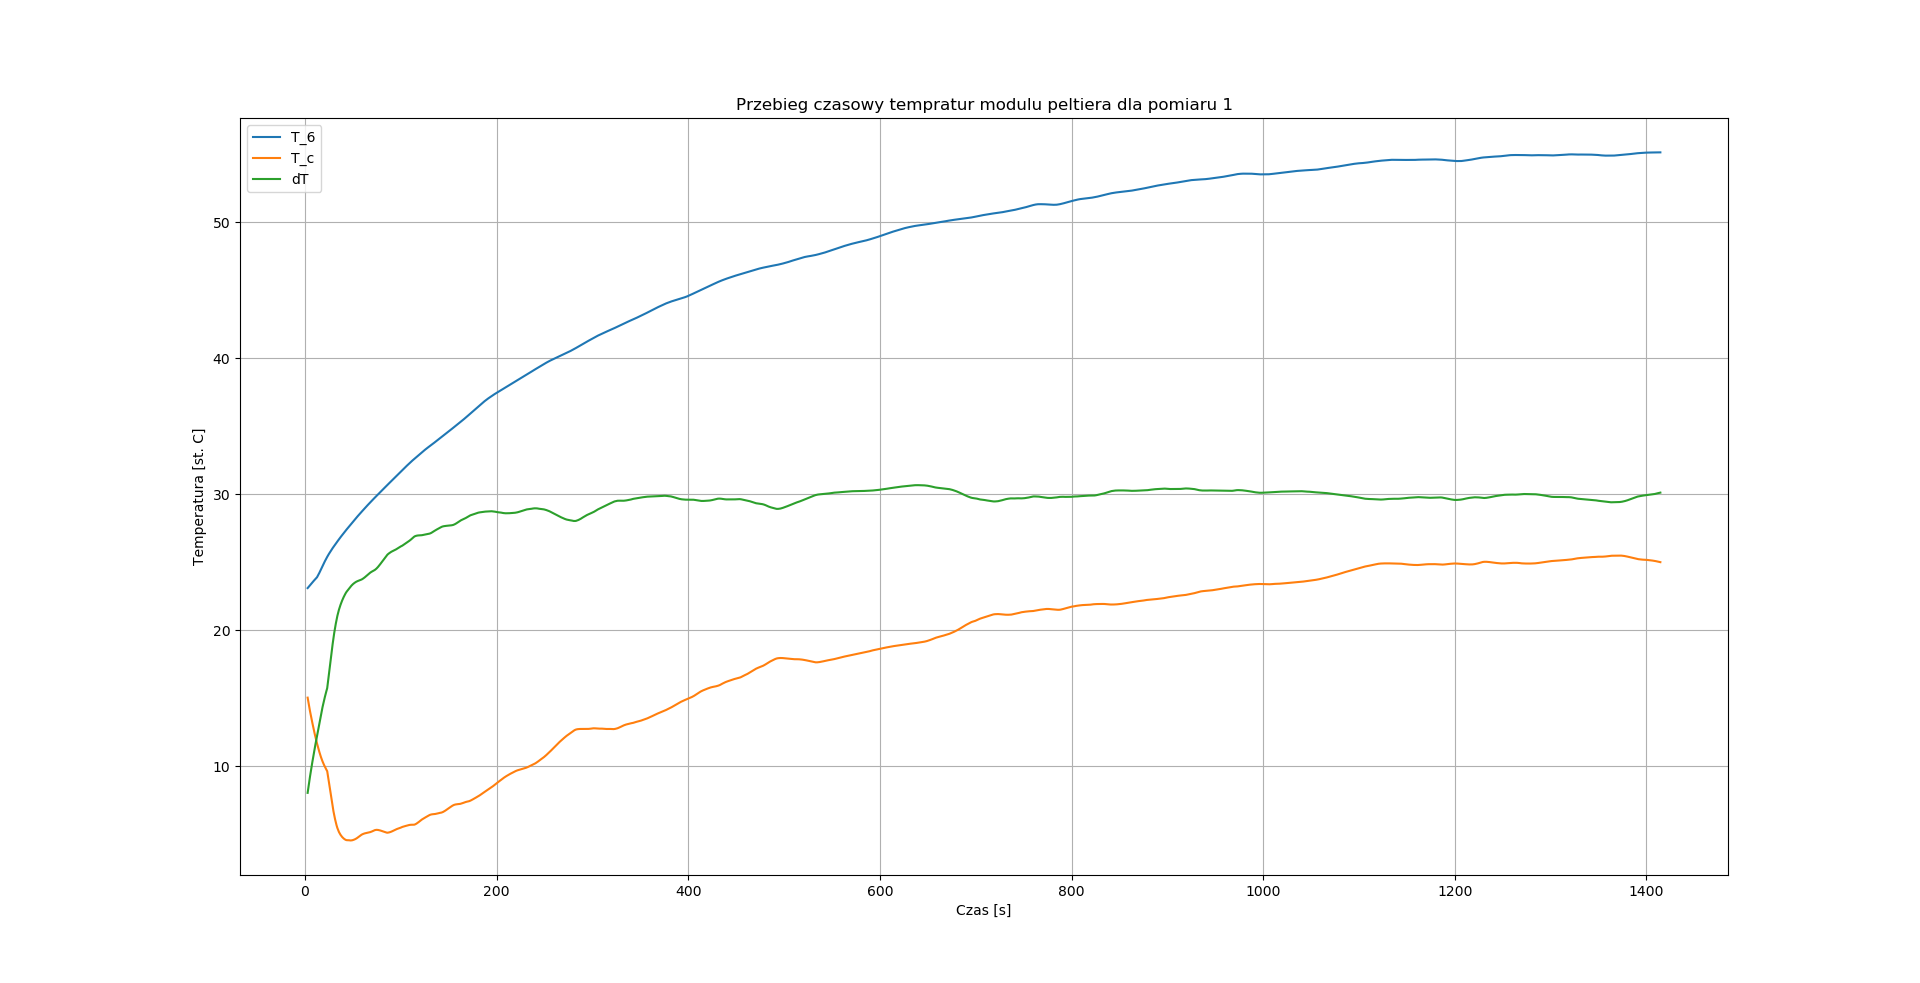 Przebieg czasowy tempratur modulu peltiera dla pomiaru 1
T_6
T_c
dT
50
40
30
20
10
Temperatura [st. C]
0 200 400 600 800 1000 1200 1400
Czas [s]